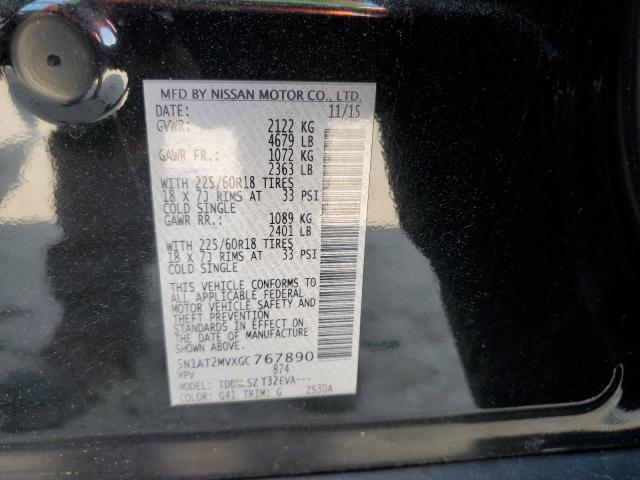 MFD BY NISSAN MOTOR CO., LTD.
DATE: 11/15
GVWR: 2122 KG
4679 LB
GAWR FR.: 1072 KG
2363 LB
WITH 225/60R18 TIRES
18 X 7J RIMS AT 33 PSI
COLD SINGLE
GAWR RR.: 1089 KG
2401 LB
WITH 225/60R18 TIRES
18 X 7J RIMS AT 33 PSI
COLD SINGLE
THIS VEHICLE CONFORMS TO
ALL APPLICABLE FEDERAL
MOTOR VEHICLE SAFETY AND
THEFT PREVENTION
STANDARDS IN EFFECT ON
THE DATE OF MANUFACTURE
SHOWN ABOVE.
5N1AT2MVXGC767890
MPV 874
MODEL: T32EVA---
COLOR: G41 TRIM: G 2S30A